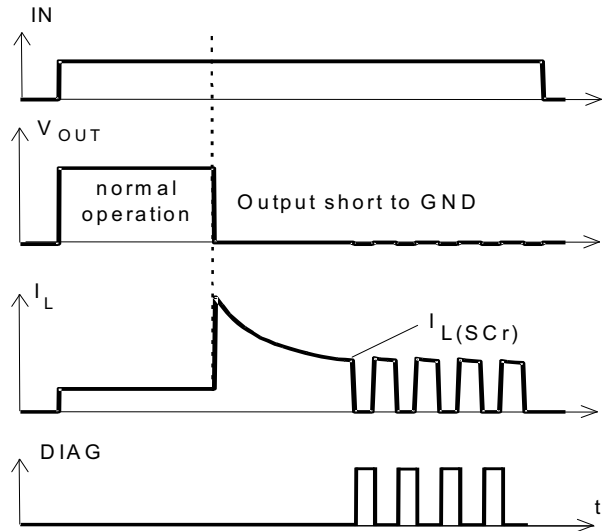 IN
V OUT
normal
operation
Output short to GND
I L
I L(SCr)
DIAG
t